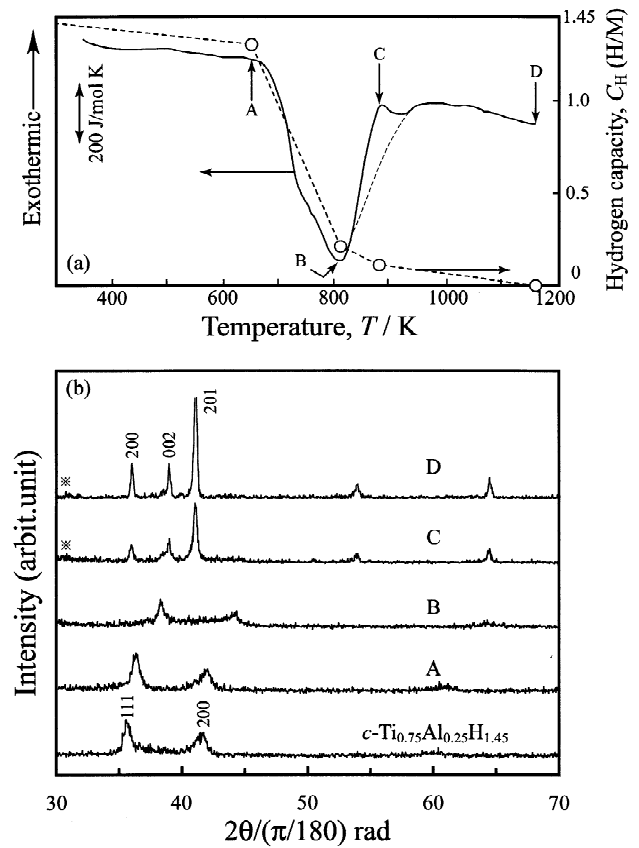 1.45
C
D
1.0
A
200 J/mol K
Exothermic
0.5
Hydrogen capacity, C_H (H/M)
B
(a)
0
400 600 800 1000 1200
Temperature, T / K
(b)
201
200 002
※
D
※
C
B
A
111
200
c-Ti₀.₇₅Al₀.₂₅H₁.₄₅
Intensity (arbit.unit)
30 40 50 60 70
2θ/(π/180) rad